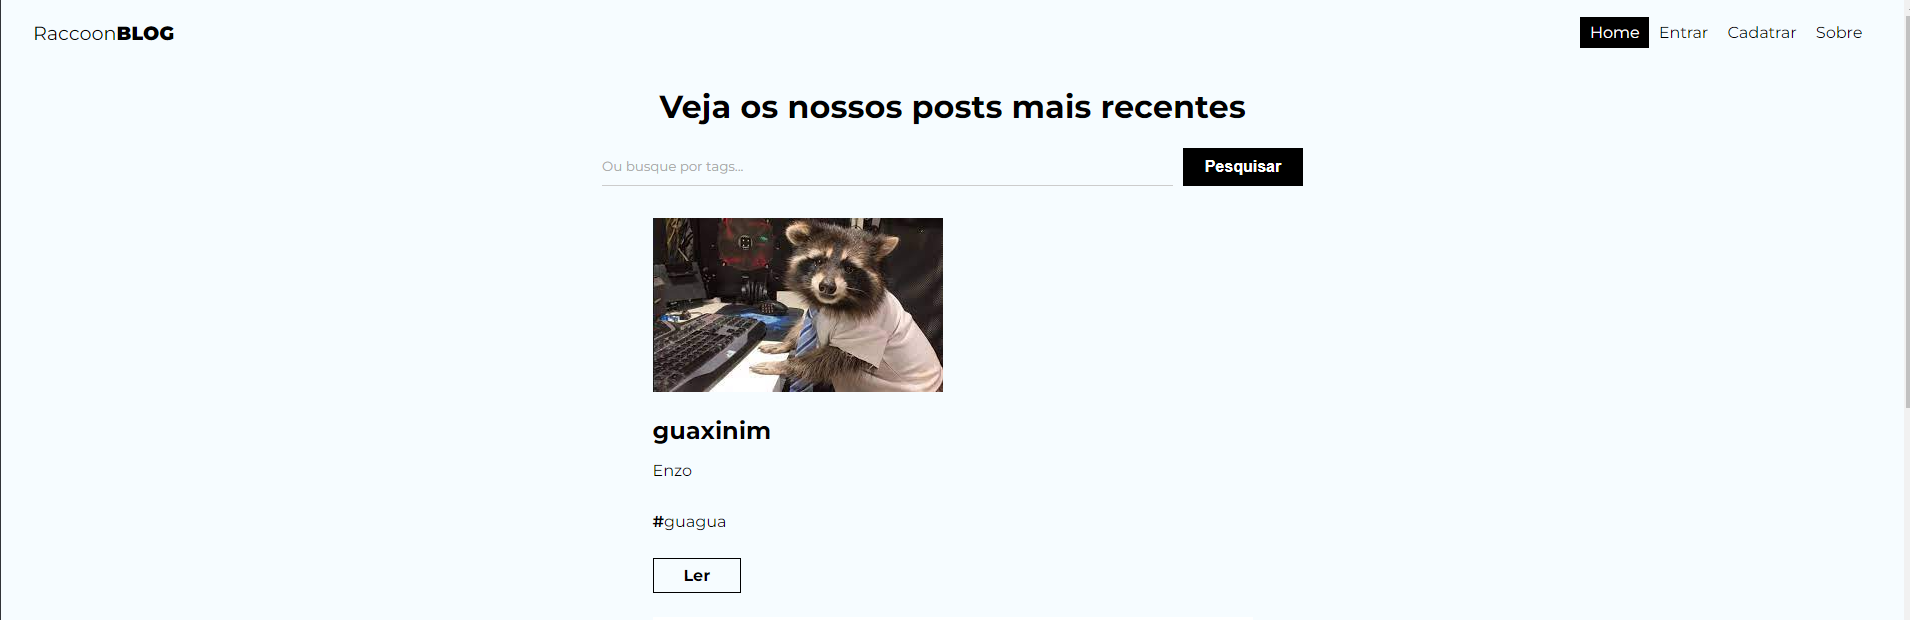 RaccoonBLOG
Home Entrar Cadatrar Sobre
Veja os nossos posts mais recentes
Ou busque por tags...
Pesquisar
guaxinim
Enzo
#guagua
Ler